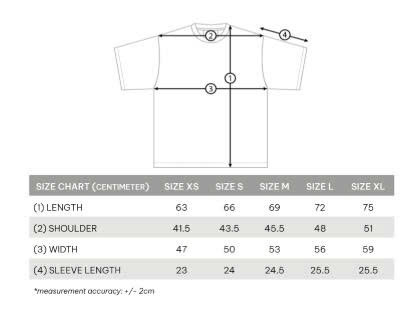 2
4
1
3
SIZE CHART (CENTIMETER) SIZE XS SIZE S SIZE M SIZE L SIZE XL
(1) LENGTH 63 66 69 72 75
(2) SHOULDER 41.5 43.5 45.5 48 51
(3) WIDTH 47 50 53 56 59
(4) SLEEVE LENGTH 23 24 24.5 25.5 25.5
*measurement accuracy: +/- 2cm